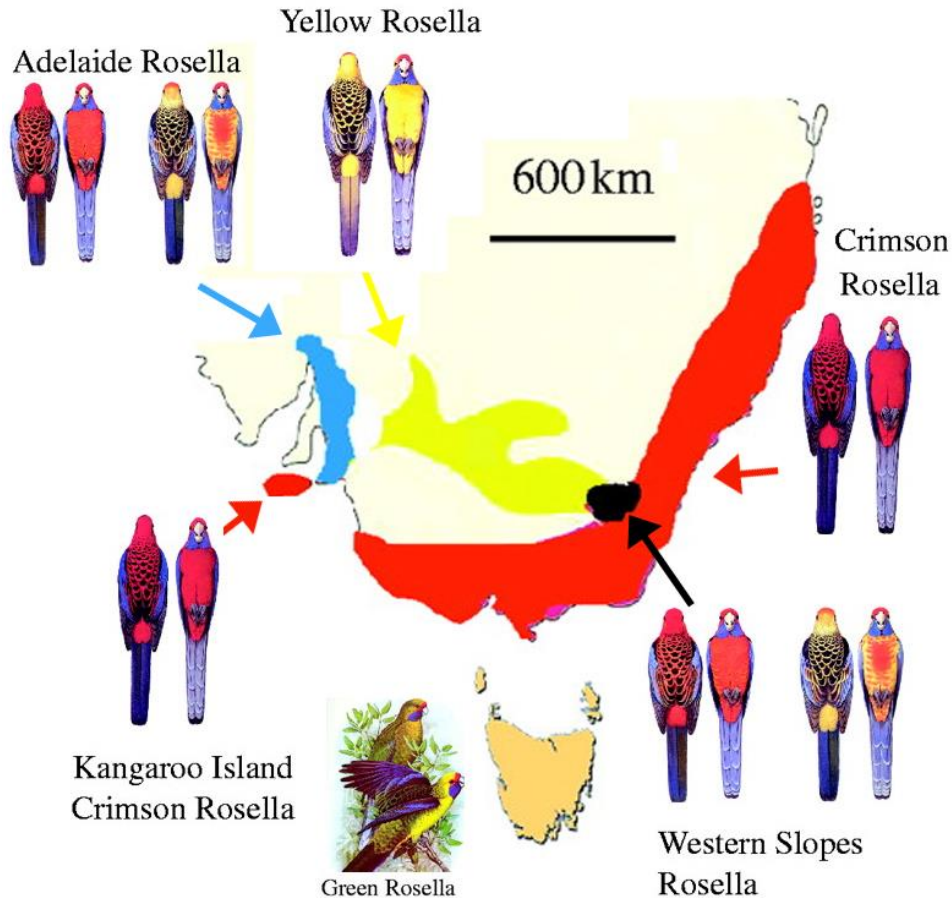 Yellow Rosella
Adelaide Rosella
600 km
Crimson
Rosella
Kangaroo Island
Crimson Rosella
Green Rosella
Western Slopes
Rosella